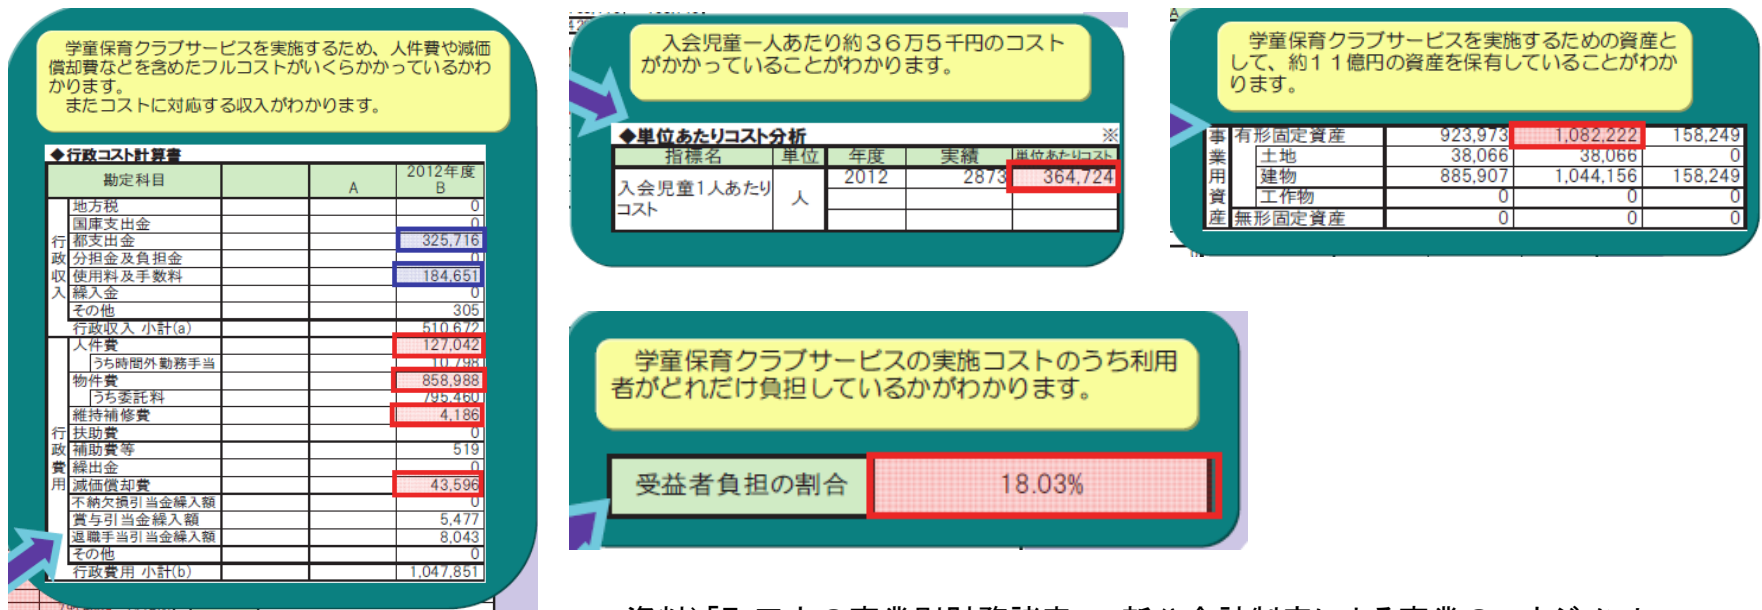 学童保育クラブサービスを実施するため、人件費や減価
償却費などを含めたフルコストがいくらかかっているかわ
かります。
またコストに対応する収入がわかります。
◆行政コスト計算書
勘定科目 A 2012年度 B
行政収入
地方税 0
国庫支出金 0
都支出金 325,716
分担金及負担金 0
使用料及手数料 184,651
繰入金 0
その他 305
行政収入 小計(a) 510,672
行政費用
人件費 127,042
うち時間外勤務手当 10,798
物件費 858,988
うち委託料 795,460
維持補修費 4,186
扶助費 0
補助費等 519
繰出金 0
減価償却費 43,596
不納欠損引当金繰入額 0
賞与引当金繰入額 5,477
退職手当引当金繰入額 8,043
その他 0
行政費用 小計(b) 1,047,851
入会児童一人あたり約36万5千円のコスト
がかかっていることがわかります。
◆単位あたりコスト分析 ※
指標名 単位 年度 実績 単位あたりコスト
入会児童1人あたり
コスト 人 2012 2873 364,724
学童保育クラブサービスを実施するための資産と
して、約11億円の資産を保有していることがわか
ります。
事業用資産
有形固定資産 923,973 1,082,222 158,249
土地 38,066 38,066 0
建物 885,907 1,044,156 158,249
工作物 0 0 0
無形固定資産 0 0 0
学童保育クラブサービスの実施コストのうち利用
者がどれだけ負担しているかがわかります。
受益者負担の割合 18.03%